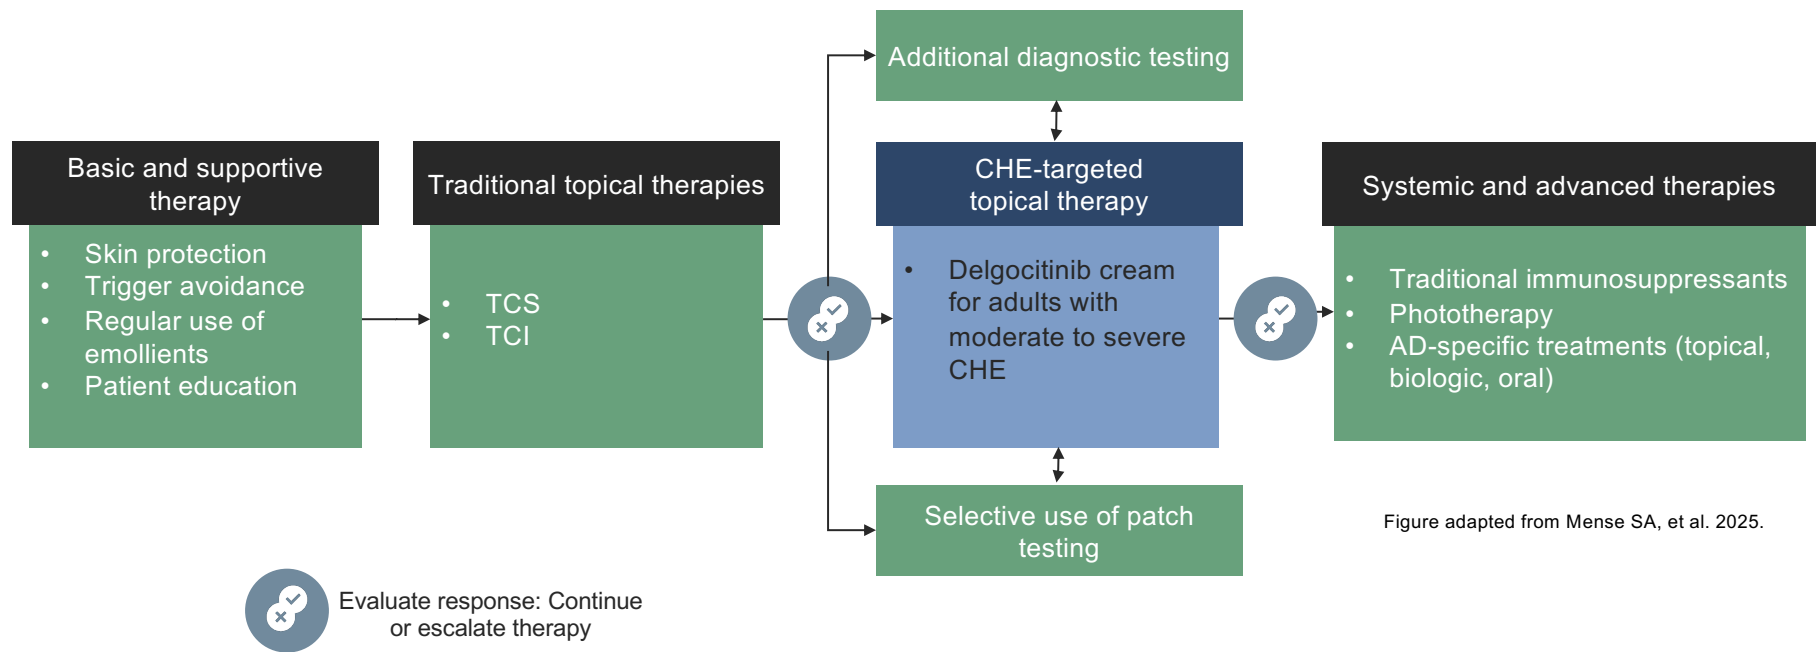 Additional diagnostic testing
Basic and supportive
therapy
• Skin protection
• Trigger avoidance
• Regular use of
emollients
• Patient education
Traditional topical therapies
• TCS
• TCI
CHE-targeted
topical therapy
• Delgocitinib cream
for adults with
moderate to severe
CHE
Systemic and advanced therapies
• Traditional immunosuppressants
• Phototherapy
• AD-specific treatments (topical,
biologic, oral)
Selective use of patch
testing
Figure adapted from Mense SA, et al. 2025.
Evaluate response: Continue
or escalate therapy